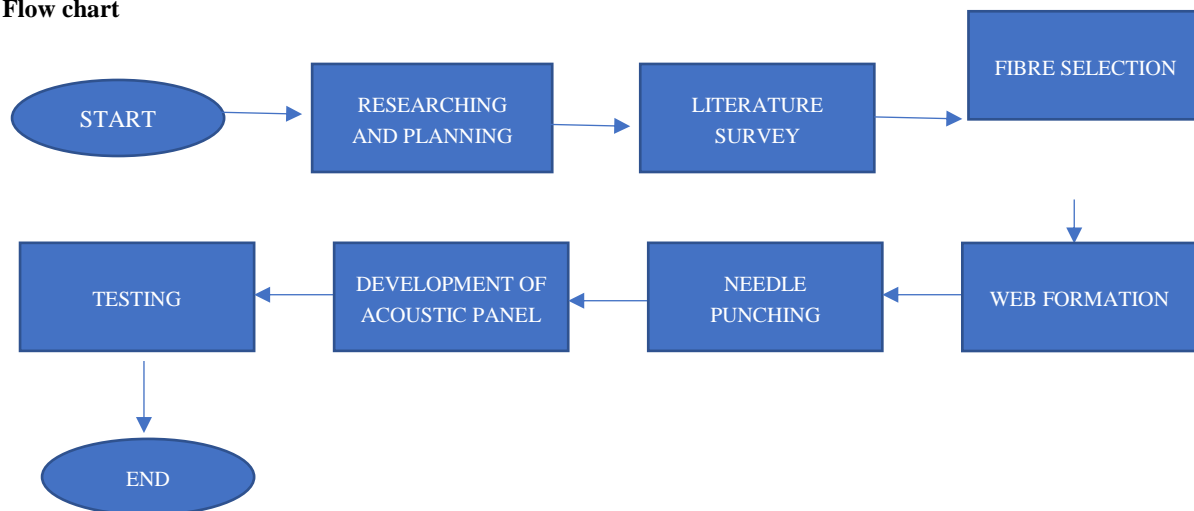 Flow chart
START
RESEARCHING
AND PLANNING
LITERATURE
SURVEY
FIBRE SELECTION
WEB FORMATION
NEEDLE
PUNCHING
DEVELOPMENT OF
ACOUSTIC PANEL
TESTING
END